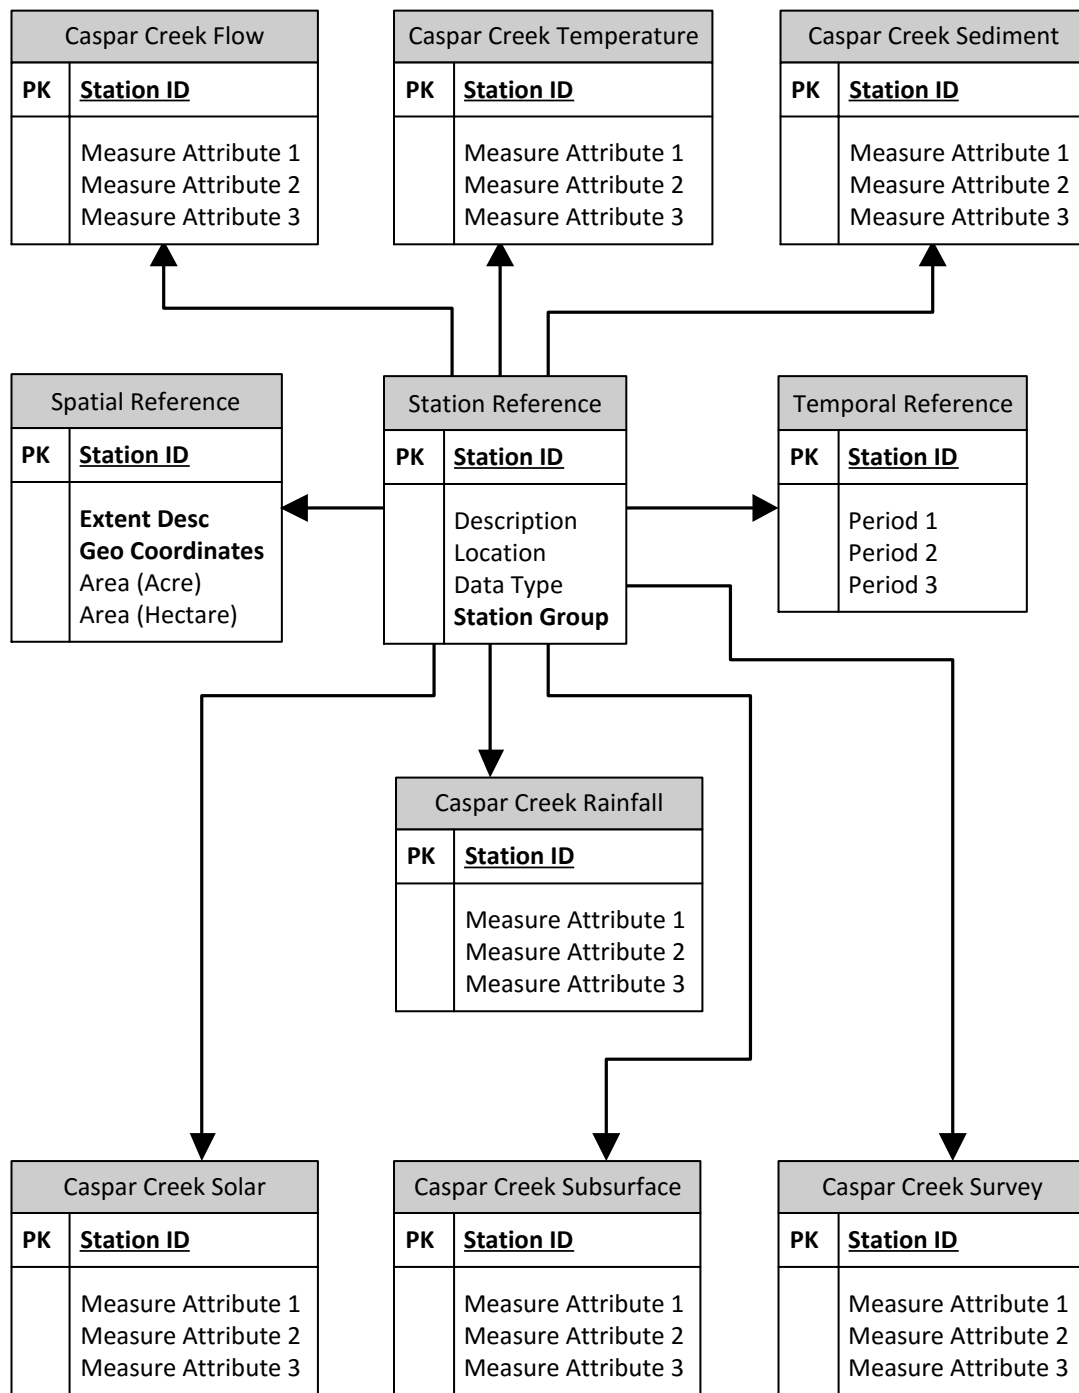 Caspar Creek Flow
PK Station ID
Measure Attribute 1
Measure Attribute 2
Measure Attribute 3
Caspar Creek Temperature
PK Station ID
Measure Attribute 1
Measure Attribute 2
Measure Attribute 3
Caspar Creek Sediment
PK Station ID
Measure Attribute 1
Measure Attribute 2
Measure Attribute 3
Spatial Reference
PK Station ID
Extent Desc
Geo Coordinates
Area (Acre)
Area (Hectare)
Station Reference
PK Station ID
Description
Location
Data Type
Station Group
Temporal Reference
PK Station ID
Period 1
Period 2
Period 3
Caspar Creek Rainfall
PK Station ID
Measure Attribute 1
Measure Attribute 2
Measure Attribute 3
Caspar Creek Solar
PK Station ID
Measure Attribute 1
Measure Attribute 2
Measure Attribute 3
Caspar Creek Subsurface
PK Station ID
Measure Attribute 1
Measure Attribute 2
Measure Attribute 3
Caspar Creek Survey
PK Station ID
Measure Attribute 1
Measure Attribute 2
Measure Attribute 3